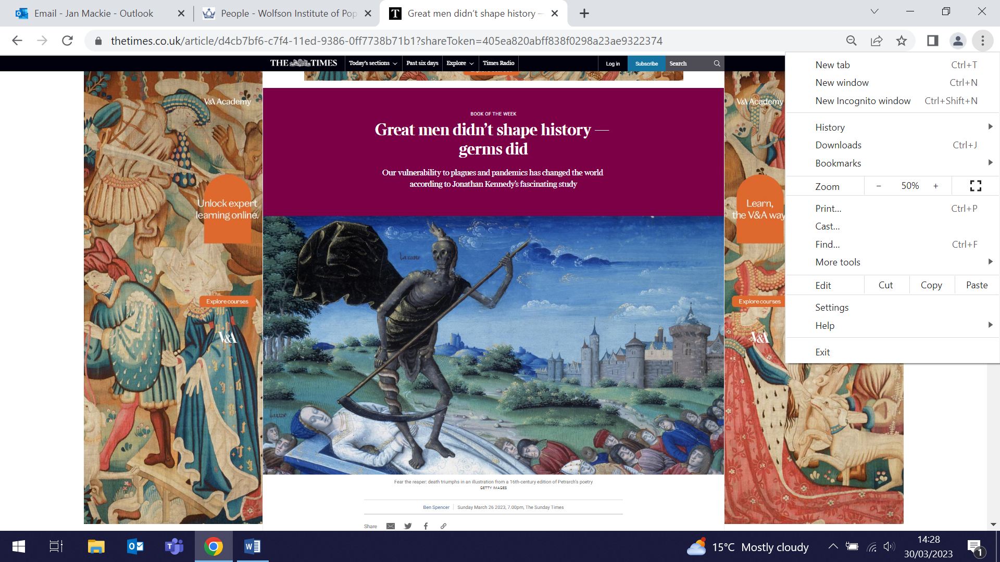 Email - Jan Mackie - Outlook
People - Wolfson Institute of Pop
Great men didn't shape history —
thetimes.co.uk/article/d4cb7bf6-c7f4-11ed-9386-0ff7738b71b1?shareToken=405ea820abff838f0298a23ae9322374
THE TIMES
Today's sections
Past six days
Explore
Times Radio
Log in
Subscribe
Search
V&A Academy
Unlock expert
learning online.
Explore courses
V&A
BOOK OF THE WEEK
Great men didn't shape history —
germs did
Our vulnerability to plagues and pandemics has changed the world
according to Jonathan Kennedy's fascinating study
la mort
Fear the reaper: death triumphs in an illustration from a 16th-century edition of Petrarch's poetry
GETTY IMAGES
Ben Spencer
Sunday March 26 2023, 7.00pm, The Sunday Times
Share
V&A Academy
Learn,
the V&A way
Explore courses
V&A
New tab Ctrl+T
New window Ctrl+N
New Incognito window Ctrl+Shift+N
History
Downloads Ctrl+J
Bookmarks
Zoom − 50% +
Print... Ctrl+P
Cast...
Find... Ctrl+F
More tools
Edit Cut Copy Paste
Settings
Help
Exit
15°C Mostly cloudy
14:28
30/03/2023
1